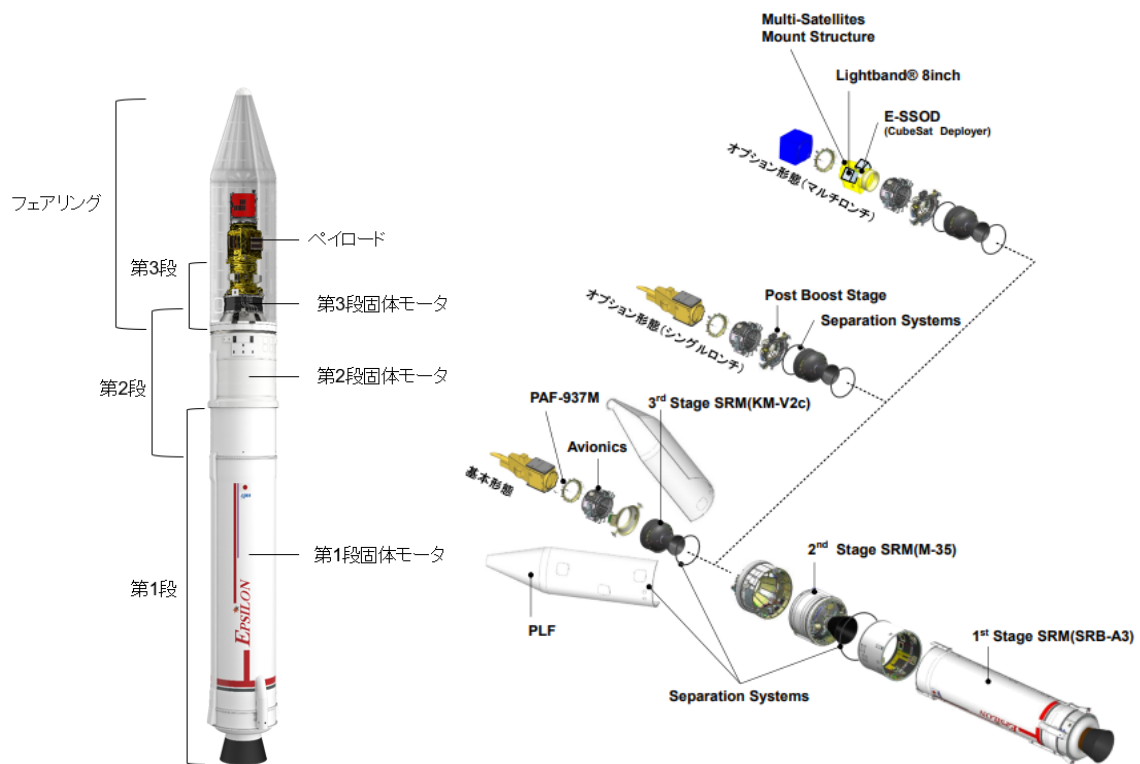 フェアリング
第3段
第2段
第1段
ペイロード
第3段固体モータ
第2段固体モータ
第1段固体モータ
EPSILON
Multi-Satellites
Mount Structure
Lightband® 8inch
E-SSOD
(CubeSat Deployer)
オプション形態(マルチロンチ)
Post Boost Stage
Separation Systems
オプション形態(シングルロンチ)
PAF-937M
3rd Stage SRM(KM-V2c)
Avionics
基本形態
2nd Stage SRM(M-35)
PLF
1st Stage SRM(SRB-A3)
Separation Systems
EPSILON